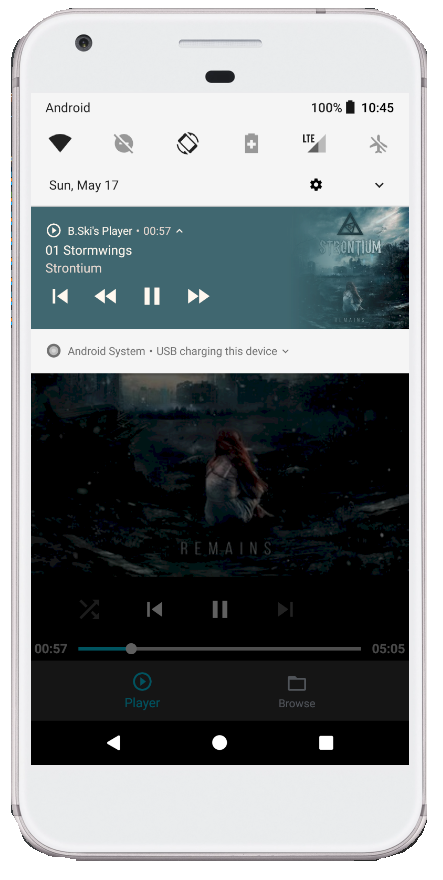 Android 100% 10:45
LTE
Sun, May 17
B.Ski's Player • 00:57
01 Stormwings
Strontium
STRONTIUM
REMAINS
Android System • USB charging this device
REMAINS
00:57 05:05
Player Browse